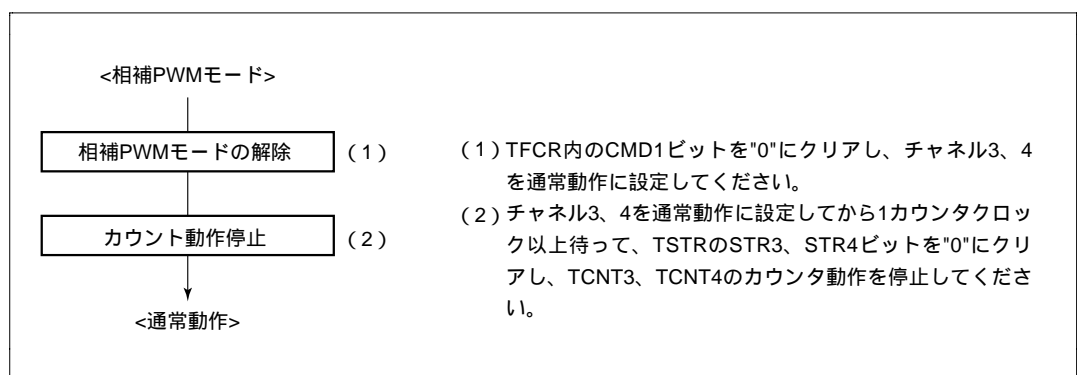 <相補PWMモード>
相補PWMモードの解除
(1)
カウント動作停止
(2)
<通常動作>
(1)TFCR内のCMD1ビットを"0"にクリアし、チャネル3、4
を通常動作に設定してください。
(2)チャネル3、4を通常動作に設定してから1カウンタクロッ
ク以上待って、TSTRのSTR3、STR4ビットを"0"にクリ
アし、TCNT3、TCNT4のカウンタ動作を停止してくださ
い。